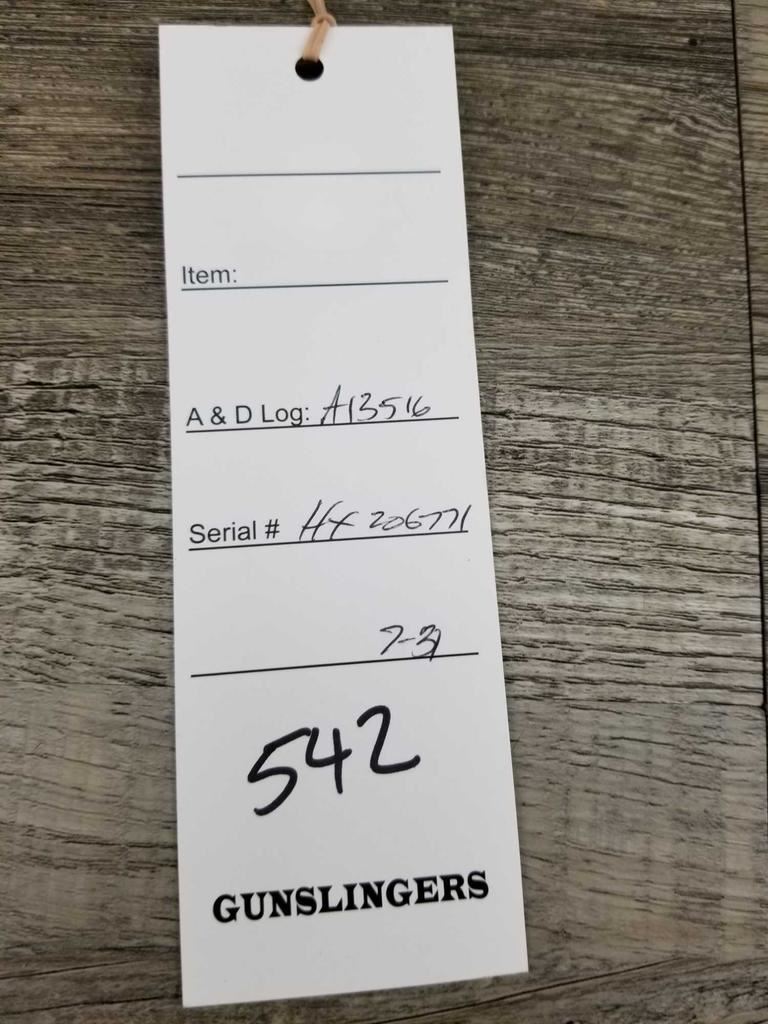 Item:
A & D Log: A13516
Serial # HX 206771
7-31
542
GUNSLINGERS